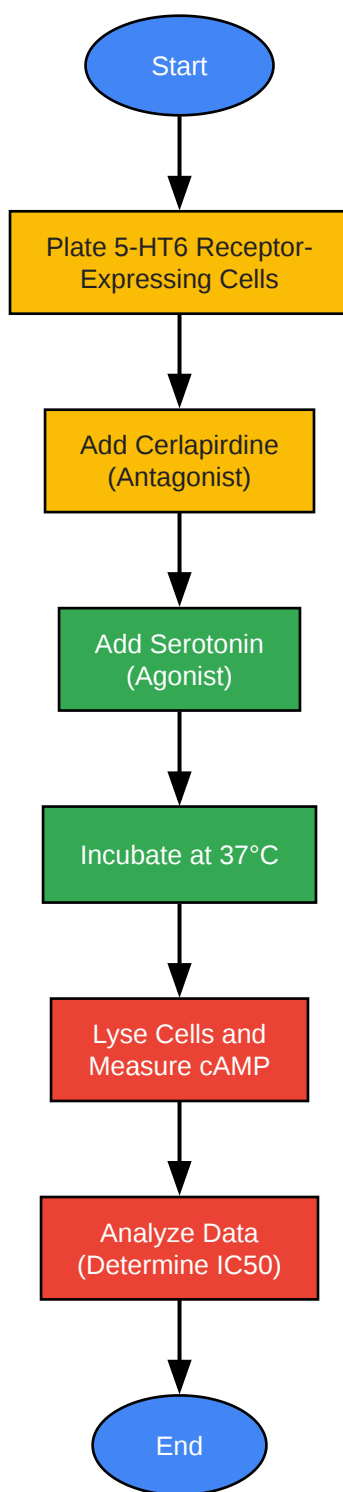 Start
Plate 5-HT6 Receptor-
Expressing Cells
Add Cerlapirdine
(Antagonist)
Add Serotonin
(Agonist)
Incubate at 37°C
Lyse Cells and
Measure cAMP
Analyze Data
(Determine IC50)
End